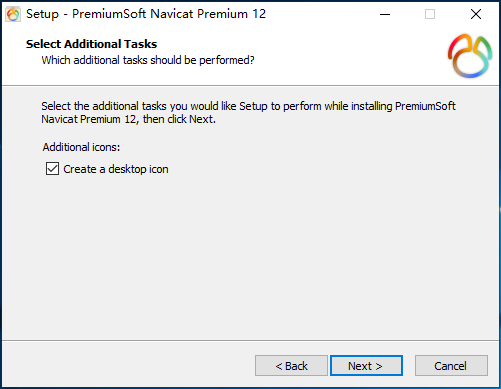 Setup - PremiumSoft Navicat Premium 12
Select Additional Tasks
Which additional tasks should be performed?
Select the additional tasks you would like Setup to perform while installing PremiumSoft
Navicat Premium 12, then click Next.
Additional icons:
Create a desktop icon
< Back
Next >
Cancel